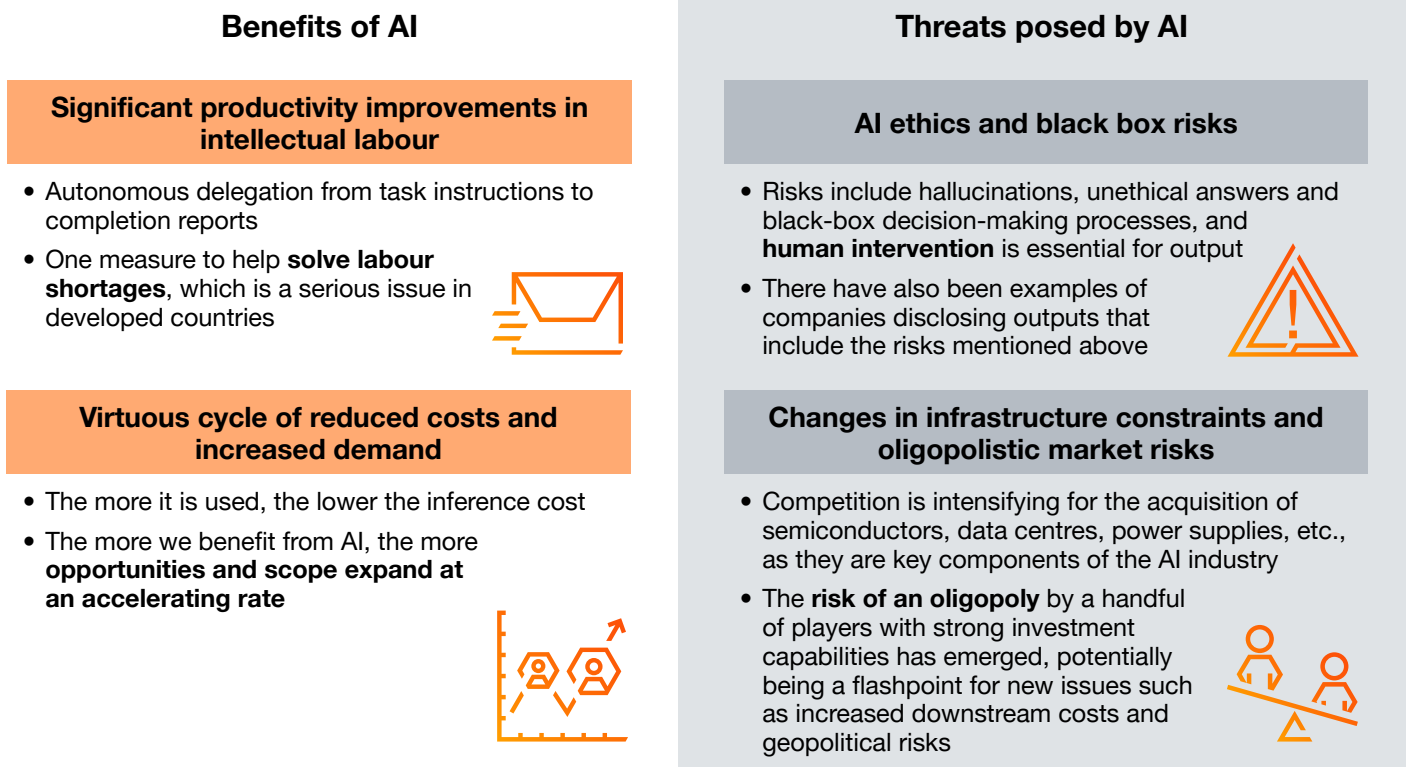 Benefits of AI
Significant productivity improvements in
intellectual labour
• Autonomous delegation from task instructions to
completion reports
• One measure to help solve labour
shortages, which is a serious issue in
developed countries
Virtuous cycle of reduced costs and
increased demand
• The more it is used, the lower the inference cost
• The more we benefit from AI, the more
opportunities and scope expand at
an accelerating rate
Threats posed by AI
AI ethics and black box risks
• Risks include hallucinations, unethical answers and
black-box decision-making processes, and
human intervention is essential for output
• There have also been examples of
companies disclosing outputs that
include the risks mentioned above
Changes in infrastructure constraints and
oligopolistic market risks
• Competition is intensifying for the acquisition of
semiconductors, data centres, power supplies, etc.,
as they are key components of the AI industry
• The risk of an oligopoly by a handful
of players with strong investment
capabilities has emerged, potentially
being a flashpoint for new issues such
as increased downstream costs and
geopolitical risks